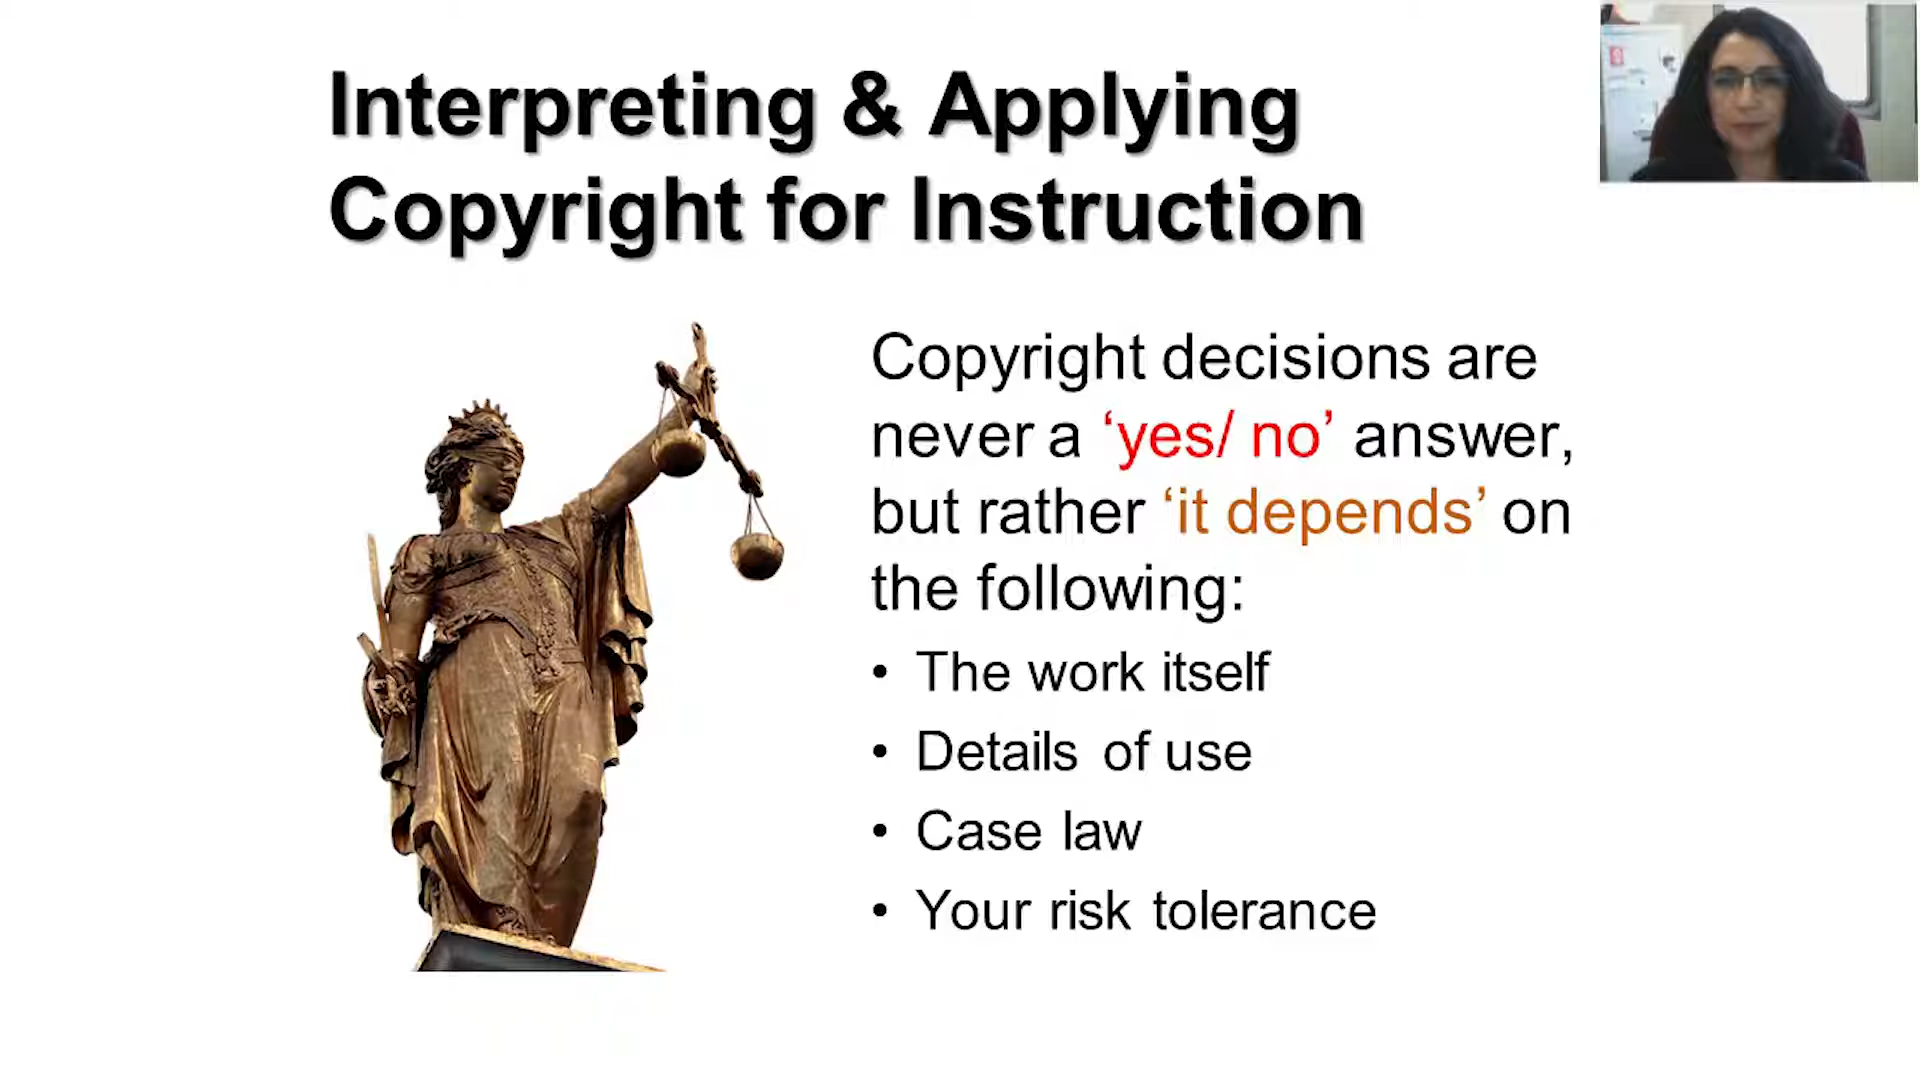 Interpreting & Applying
Copyright for Instruction
Copyright decisions are
never a ‘yes/ no’ answer,
but rather ‘it depends’ on
the following:
• The work itself
• Details of use
• Case law
• Your risk tolerance